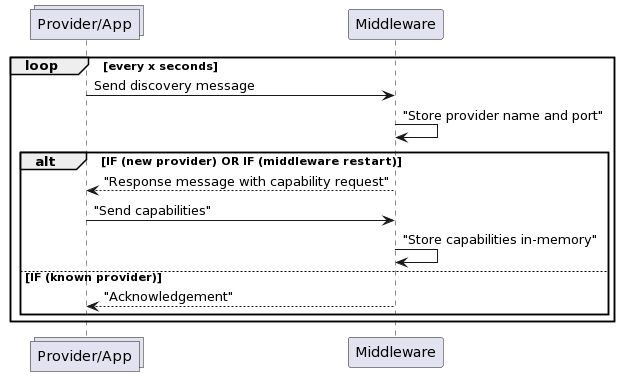 Provider/App Middleware
loop [every x seconds]
Send discovery message
"Store provider name and port"
alt [IF (new provider) OR IF (middleware restart)]
"Response message with capability request"
"Send capabilities"
"Store capabilities in-memory"
[IF (known provider)]
"Acknowledgement"
Provider/App Middleware